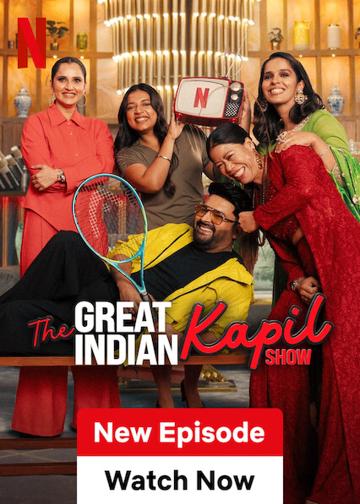 N
N
The
GREAT
INDIAN
Kapil
SHOW
New Episode
Watch Now